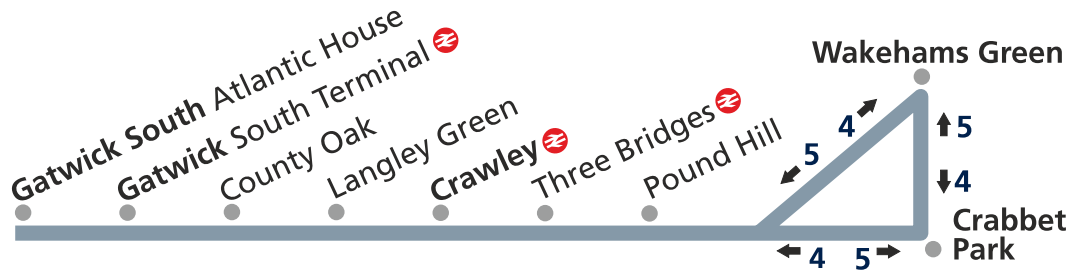 Gatwick South Atlantic House
Gatwick South Terminal
County Oak
Langley Green
Crawley
Three Bridges
Pound Hill
Wakehams Green
4
5
5
4
Crabbet
Park
4
5